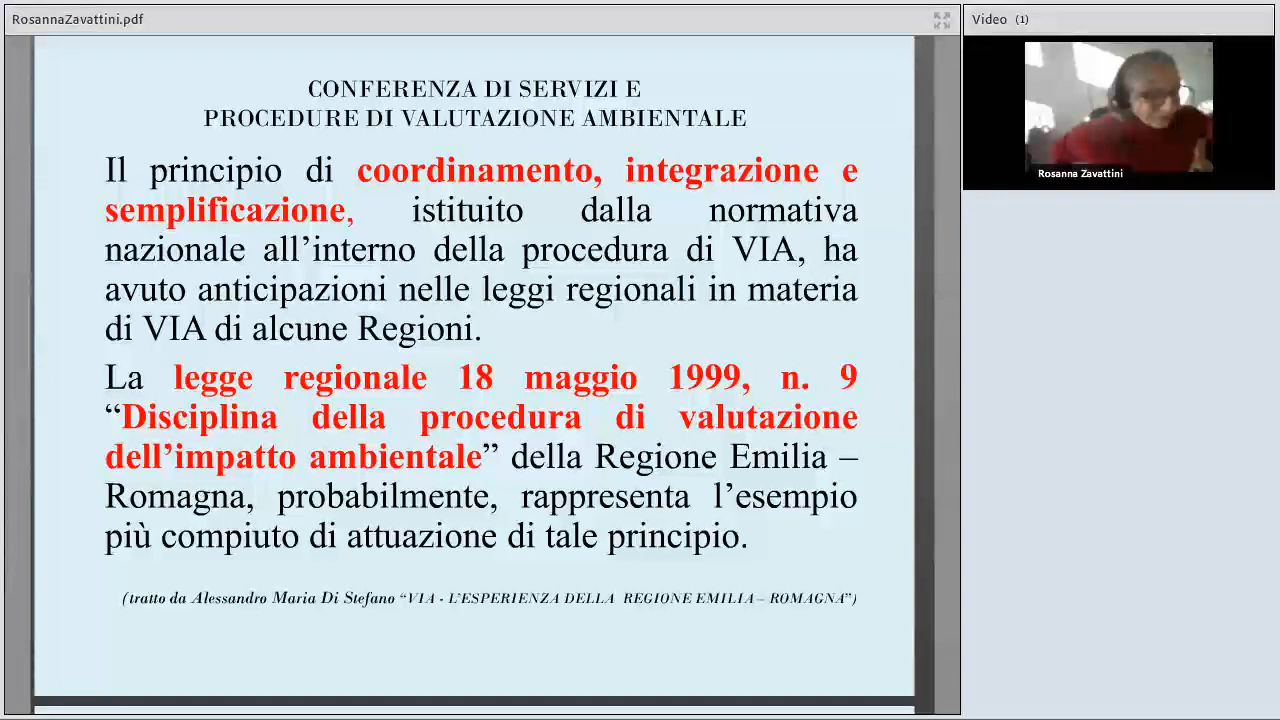 RosannaZavattini.pdf
Video (1)
CONFERENZA DI SERVIZI E
PROCEDURE DI VALUTAZIONE AMBIENTALE
Il principio di coordinamento, integrazione e
semplificazione, istituito dalla normativa
nazionale all’interno della procedura di VIA, ha
avuto anticipazioni nelle leggi regionali in materia
di VIA di alcune Regioni.
La legge regionale 18 maggio 1999, n. 9
“Disciplina della procedura di valutazione
dell’impatto ambientale” della Regione Emilia –
Romagna, probabilmente, rappresenta l’esempio
più compiuto di attuazione di tale principio.
(tratto da Alessandro Maria Di Stefano “VIA - L’ESPERIENZA DELLA REGIONE EMILIA – ROMAGNA”)
Rosanna Zavattini